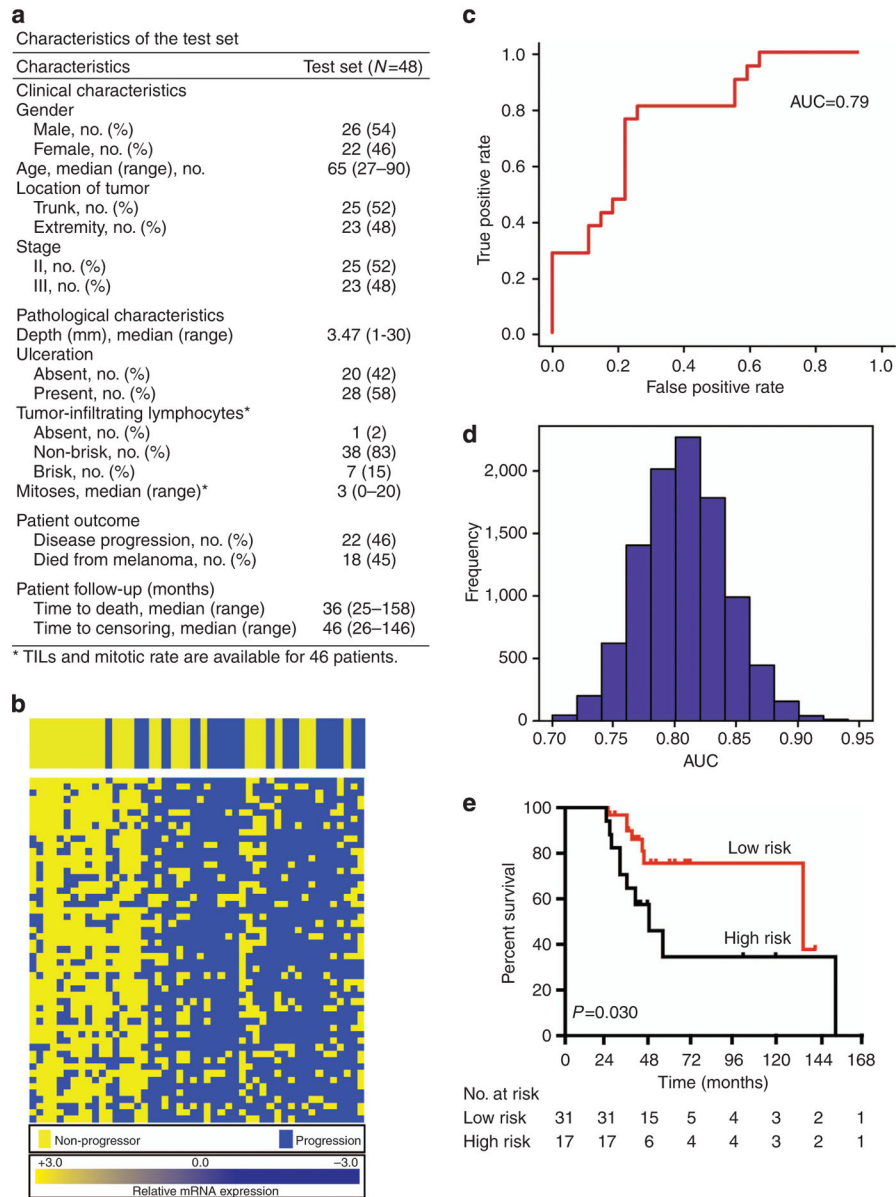 a
Characteristics of the test set
Characteristics Test set (N=48)
Clinical characteristics
Gender
Male, no. (%) 26 (54)
Female, no. (%) 22 (46)
Age, median (range), no. 65 (27–90)
Location of tumor
Trunk, no. (%) 25 (52)
Extremity, no. (%) 23 (48)
Stage
II, no. (%) 25 (52)
III, no. (%) 23 (48)
Pathological characteristics
Depth (mm), median (range) 3.47 (1-30)
Ulceration
Absent, no. (%) 20 (42)
Present, no. (%) 28 (58)
Tumor-infiltrating lymphocytes*
Absent, no. (%) 1 (2)
Non-brisk, no. (%) 38 (83)
Brisk, no. (%) 7 (15)
Mitoses, median (range)* 3 (0–20)
Patient outcome
Disease progression, no. (%) 22 (46)
Died from melanoma, no. (%) 18 (45)
Patient follow-up (months)
Time to death, median (range) 36 (25–158)
Time to censoring, median (range) 46 (26–146)
* TILs and mitotic rate are available for 46 patients.
b
Non-progressor Progression
+3.0 0.0 –3.0
Relative mRNA expression
c
1.0
0.8
0.6
0.4
0.2
0.0
True positive rate
AUC=0.79
0.0 0.2 0.4 0.6 0.8 1.0
False positive rate
d
2,000
1,500
1,000
500
0
Frequency
0.70 0.75 0.80 0.85 0.90 0.95
AUC
e
100
80
60
40
20
0
Percent survival
Low risk
High risk
P=0.030
0 24 48 72 96 120 144 168
Time (months)
No. at risk
Low risk 31 31 15 5 4 3 2 1
High risk 17 17 6 4 4 3 2 1